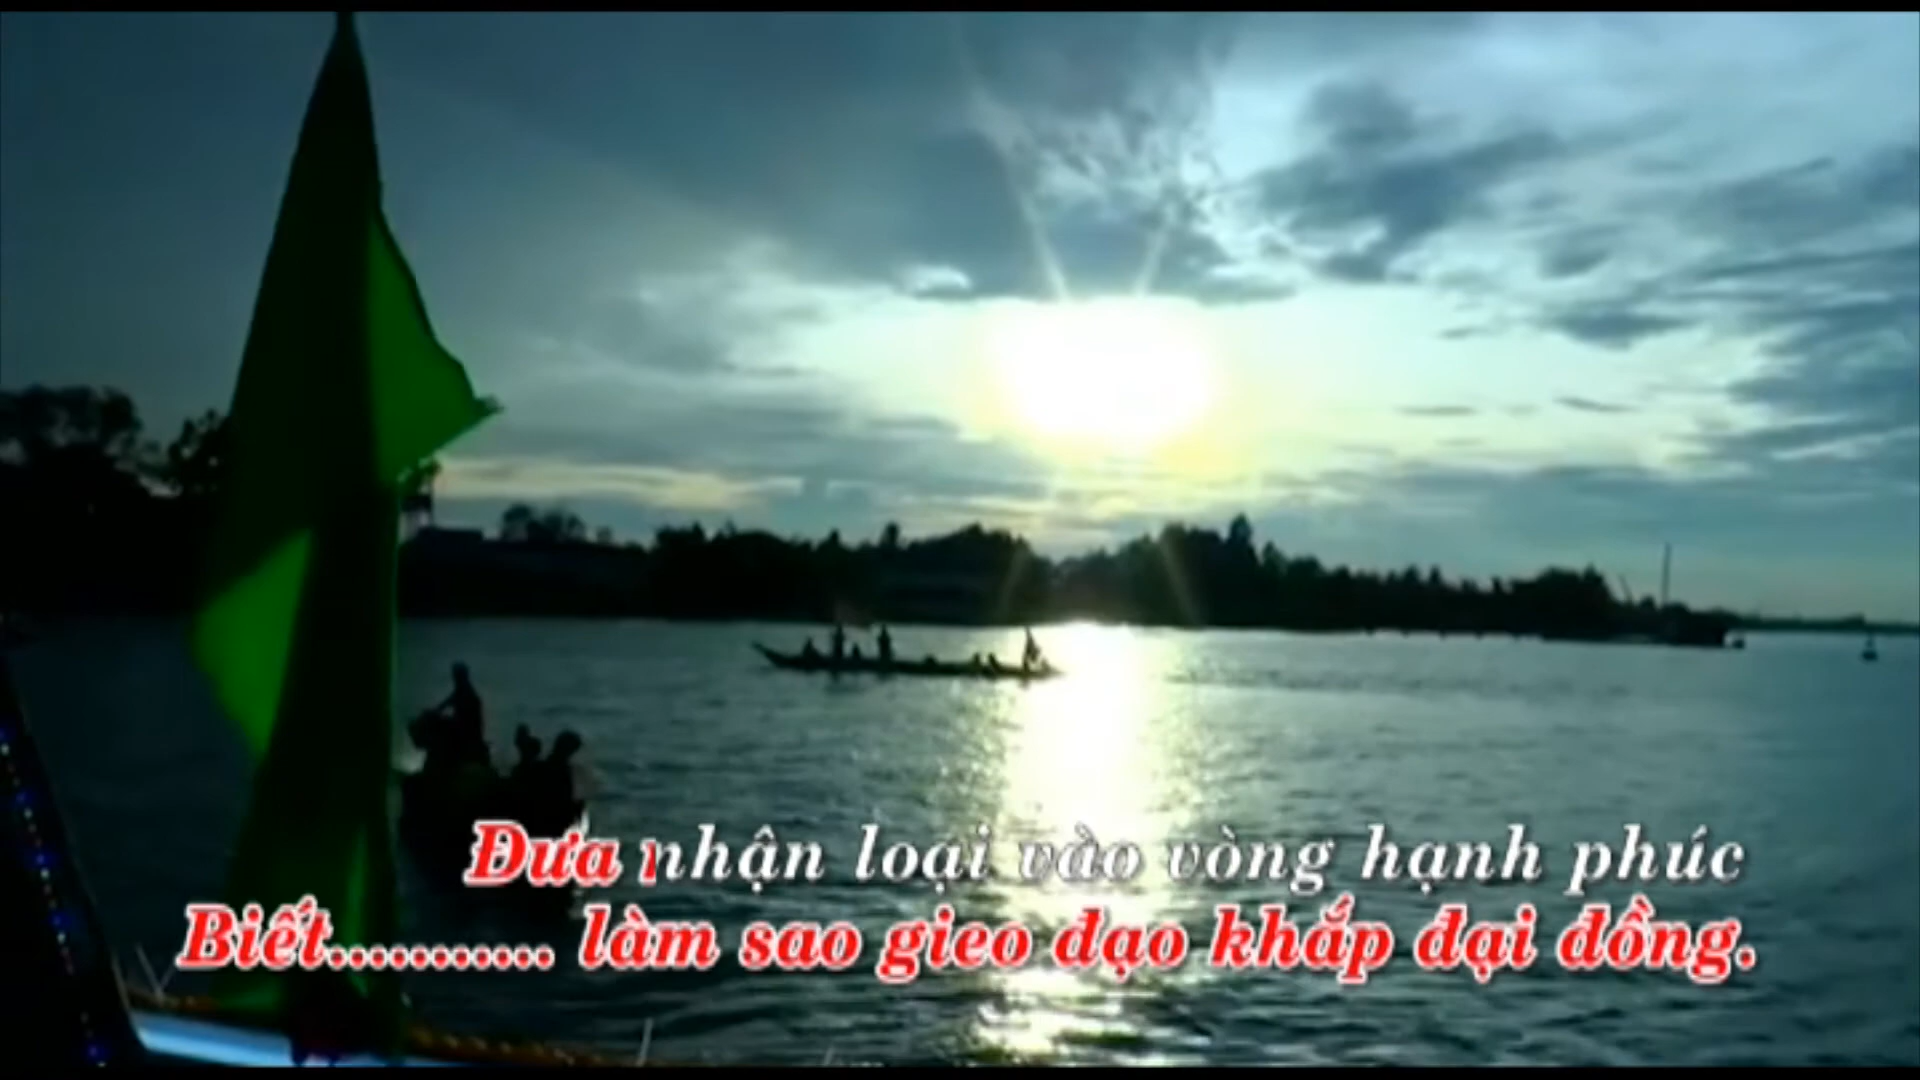 Đưa nhận loại vào vòng hạnh phúc
Biết........... làm sao gieo đạo khắp đại đồng.